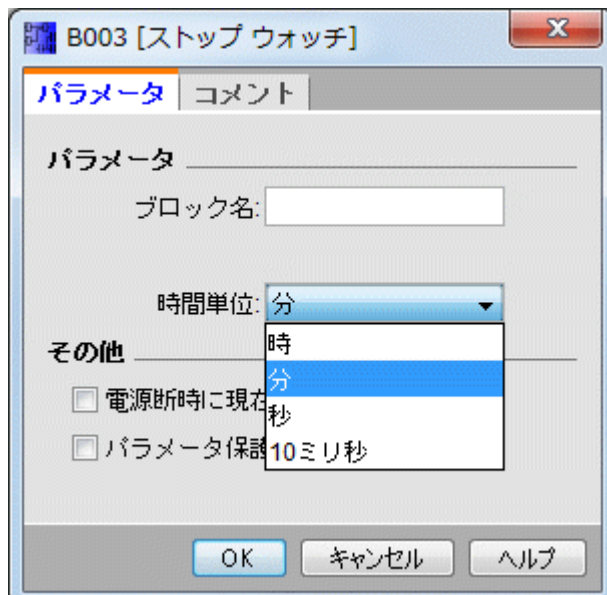 B003 [ストップ ウォッチ]
パラメータ コメント
パラメータ
ブロック名:
時間単位: 分
時
その他
分
電源断時に現在
秒
パラメータ保護
10ミリ秒
OK キャンセル ヘルプ